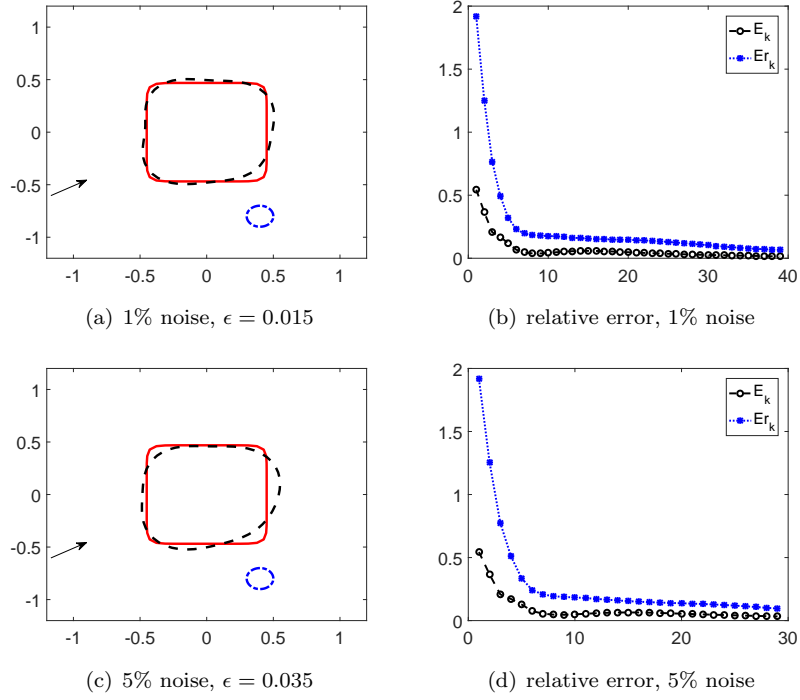 1
0.5
0
-0.5
-1
-1 -0.5 0 0.5 1
(a) 1% noise, ϵ = 0.015
2
1.5
1
0.5
0
0 10 20 30 40
E_k
Er_k
(b) relative error, 1% noise
1
0.5
0
-0.5
-1
-1 -0.5 0 0.5 1
(c) 5% noise, ϵ = 0.035
2
1.5
1
0.5
0
0 10 20 30
E_k
Er_k
(d) relative error, 5% noise